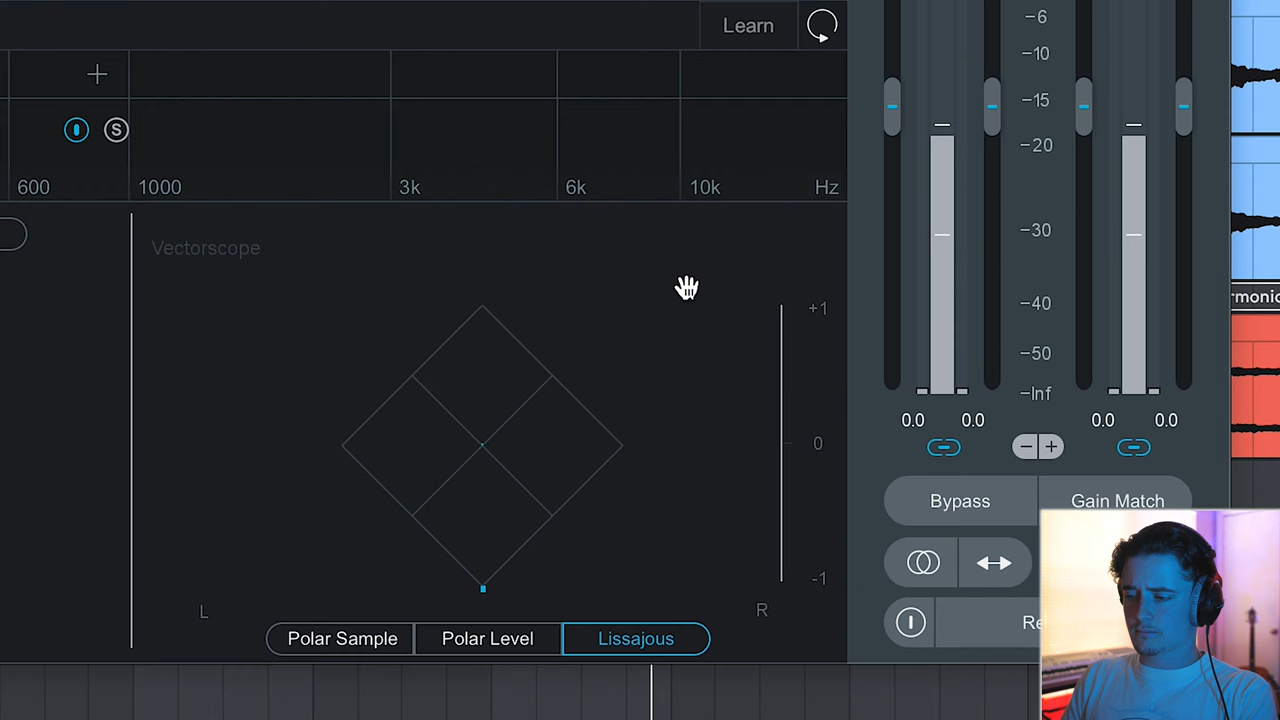 Learn
-6
-10
-15
-20
-30
-40
-50
-Inf
S
600
1000
3k
6k
10k
Hz
Vectorscope
+1
0
-1
L
R
Polar Sample
Polar Level
Lissajous
0.0
0.0
0.0
0.0
Bypass
Gain Match